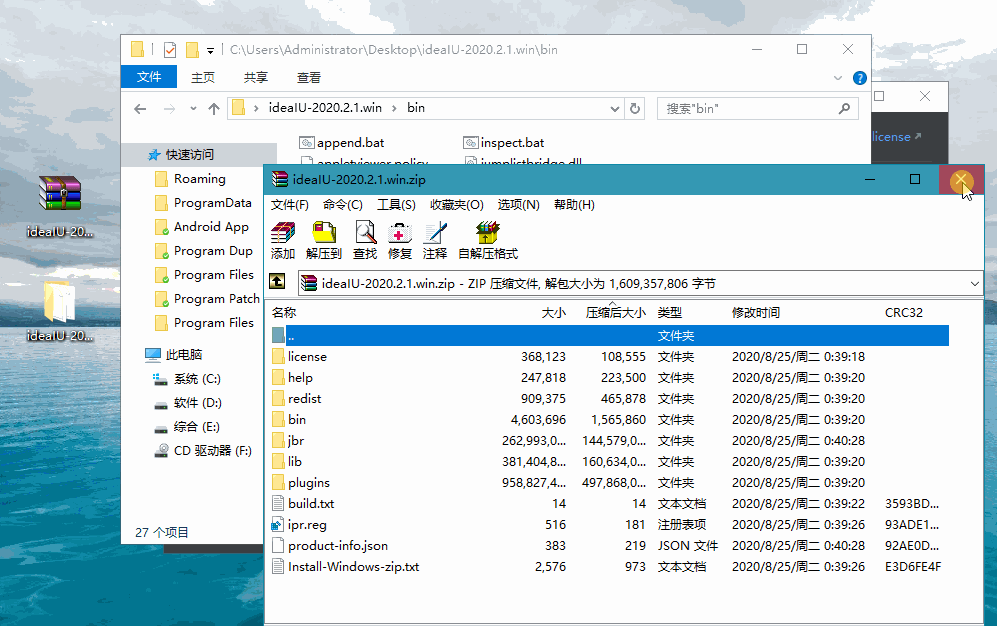 C:\Users\Administrator\Desktop\ideaIU-2020.2.1.win\bin
文件 主页 共享 查看
ideaIU-2020.2.1.win › bin
搜索"bin"
license
append.bat inspect.bat
快速访问
Roaming
ProgramData
Android App
Program Dup
Program Files
Program Patch
Program Files
此电脑
系统 (C:)
软件 (D:)
综合 (E:)
CD 驱动器 (F:)
27 个项目
ideaIU-20...
ideaIU-20...
ideaIU-2020.2.1.win.zip
文件(F) 命令(C) 工具(S) 收藏夹(O) 选项(N) 帮助(H)
添加 解压到 查找 修复 注释 自解压格式
ideaIU-2020.2.1.win.zip - ZIP 压缩文件, 解包大小为 1,609,357,806 字节
名称 大小 压缩后大小 类型 修改时间 CRC32
.. 文件夹
license 368,123 108,555 文件夹 2020/8/25/周二 0:39:18
help 247,818 223,500 文件夹 2020/8/25/周二 0:39:20
redist 909,375 465,878 文件夹 2020/8/25/周二 0:39:20
bin 4,603,696 1,565,860 文件夹 2020/8/25/周二 0:39:20
jbr 262,993,0... 144,579,0... 文件夹 2020/8/25/周二 0:40:28
lib 381,404,8... 160,634,0... 文件夹 2020/8/25/周二 0:39:20
plugins 958,827,4... 497,868,0... 文件夹 2020/8/25/周二 0:39:20
build.txt 14 14 文本文档 2020/8/25/周二 0:39:22 3593BD...
ipr.reg 516 181 注册表项 2020/8/25/周二 0:39:26 93ADE1...
product-info.json 383 219 JSON 文件 2020/8/25/周二 0:40:28 92AE0D...
Install-Windows-zip.txt 2,576 973 文本文档 2020/8/25/周二 0:39:26 E3D6FE4F